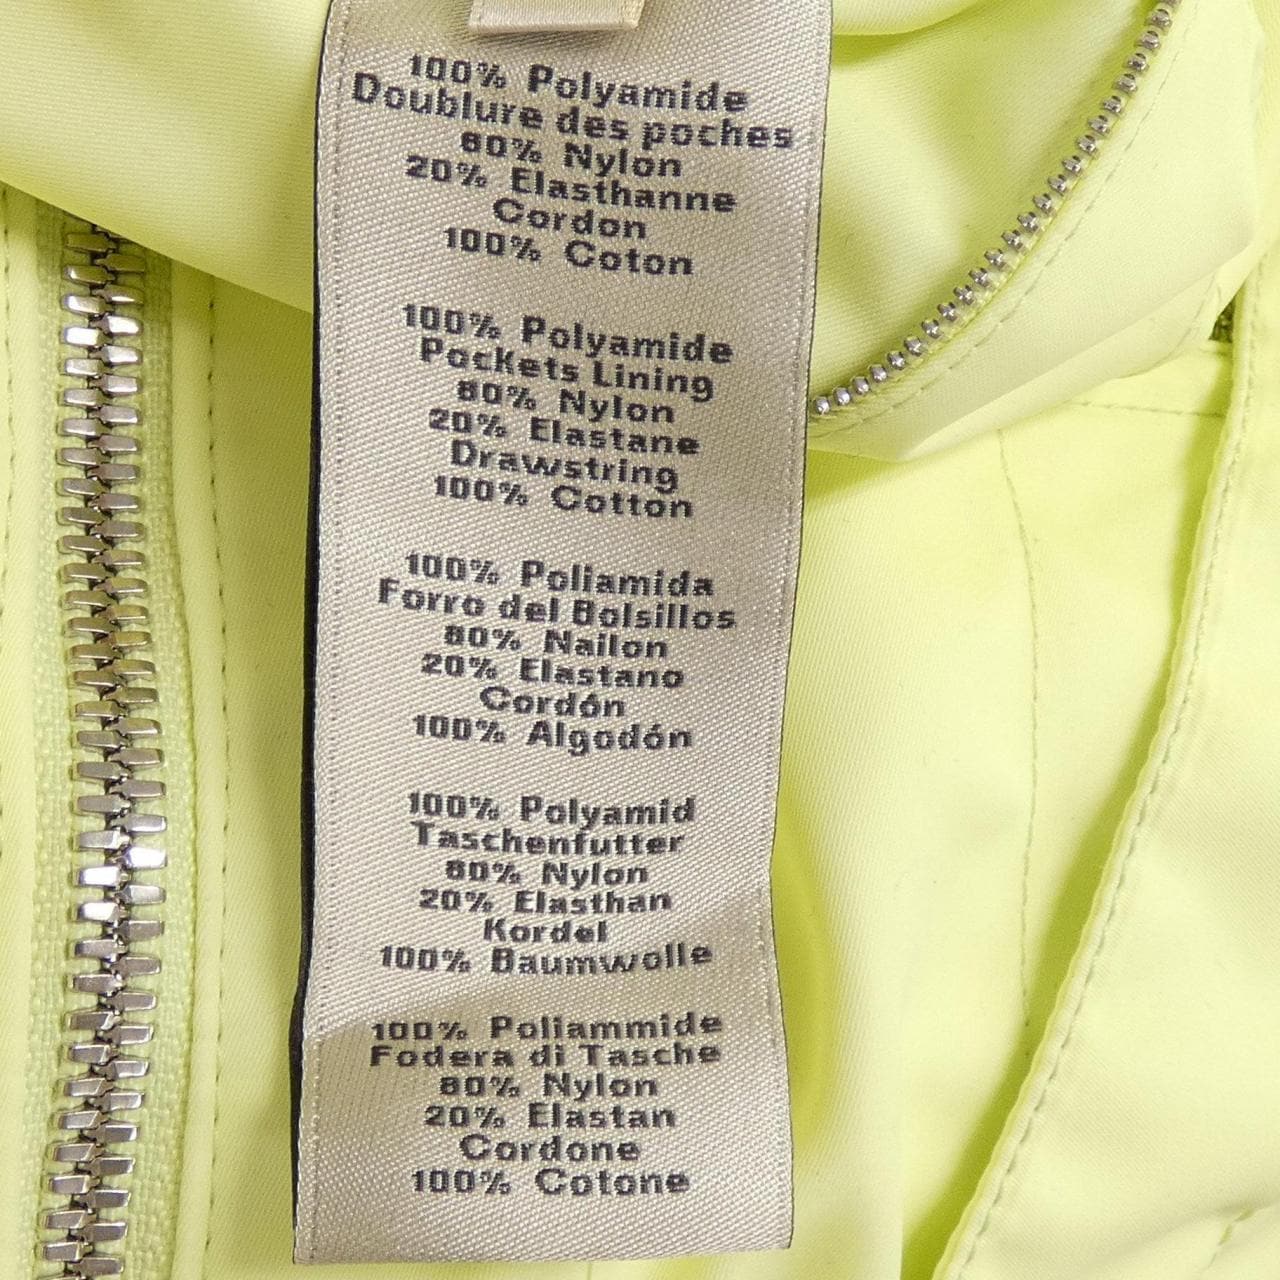 100% Polyamide
Doublure des poches
80% Nylon
20% Elasthanne
Cordon
100% Coton
100% Polyamide
Pockets Lining
80% Nylon
20% Elastane
Drawstring
100% Cotton
100% Poliamida
Forro del Bolsillos
80% Nailon
20% Elastano
Cordón
100% Algodón
100% Polyamid
Taschenfutter
80% Nylon
20% Elasthan
Kordel
100% Baumwolle
100% Poliammide
Fodera di Tasche
80% Nylon
20% Elastan
Cordone
100% Cotone